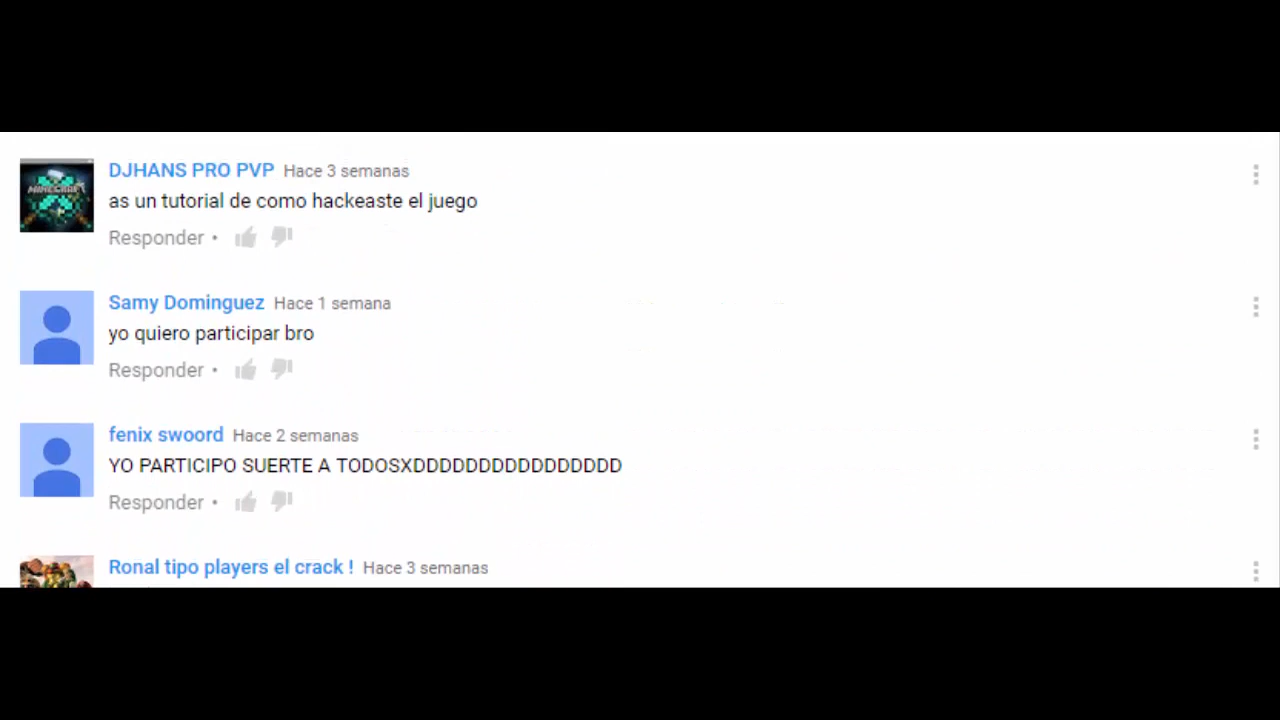 MINECRAFT
DJHANS PRO PVP Hace 3 semanas
as un tutorial de como hackeaste el juego
Responder •
Samy Dominguez Hace 1 semana
yo quiero participar bro
Responder •
fenix swoord Hace 2 semanas
YO PARTICIPO SUERTE A TODOSXDDDDDDDDDDDDDDDD
Responder •
Ronal tipo players el crack ! Hace 3 semanas